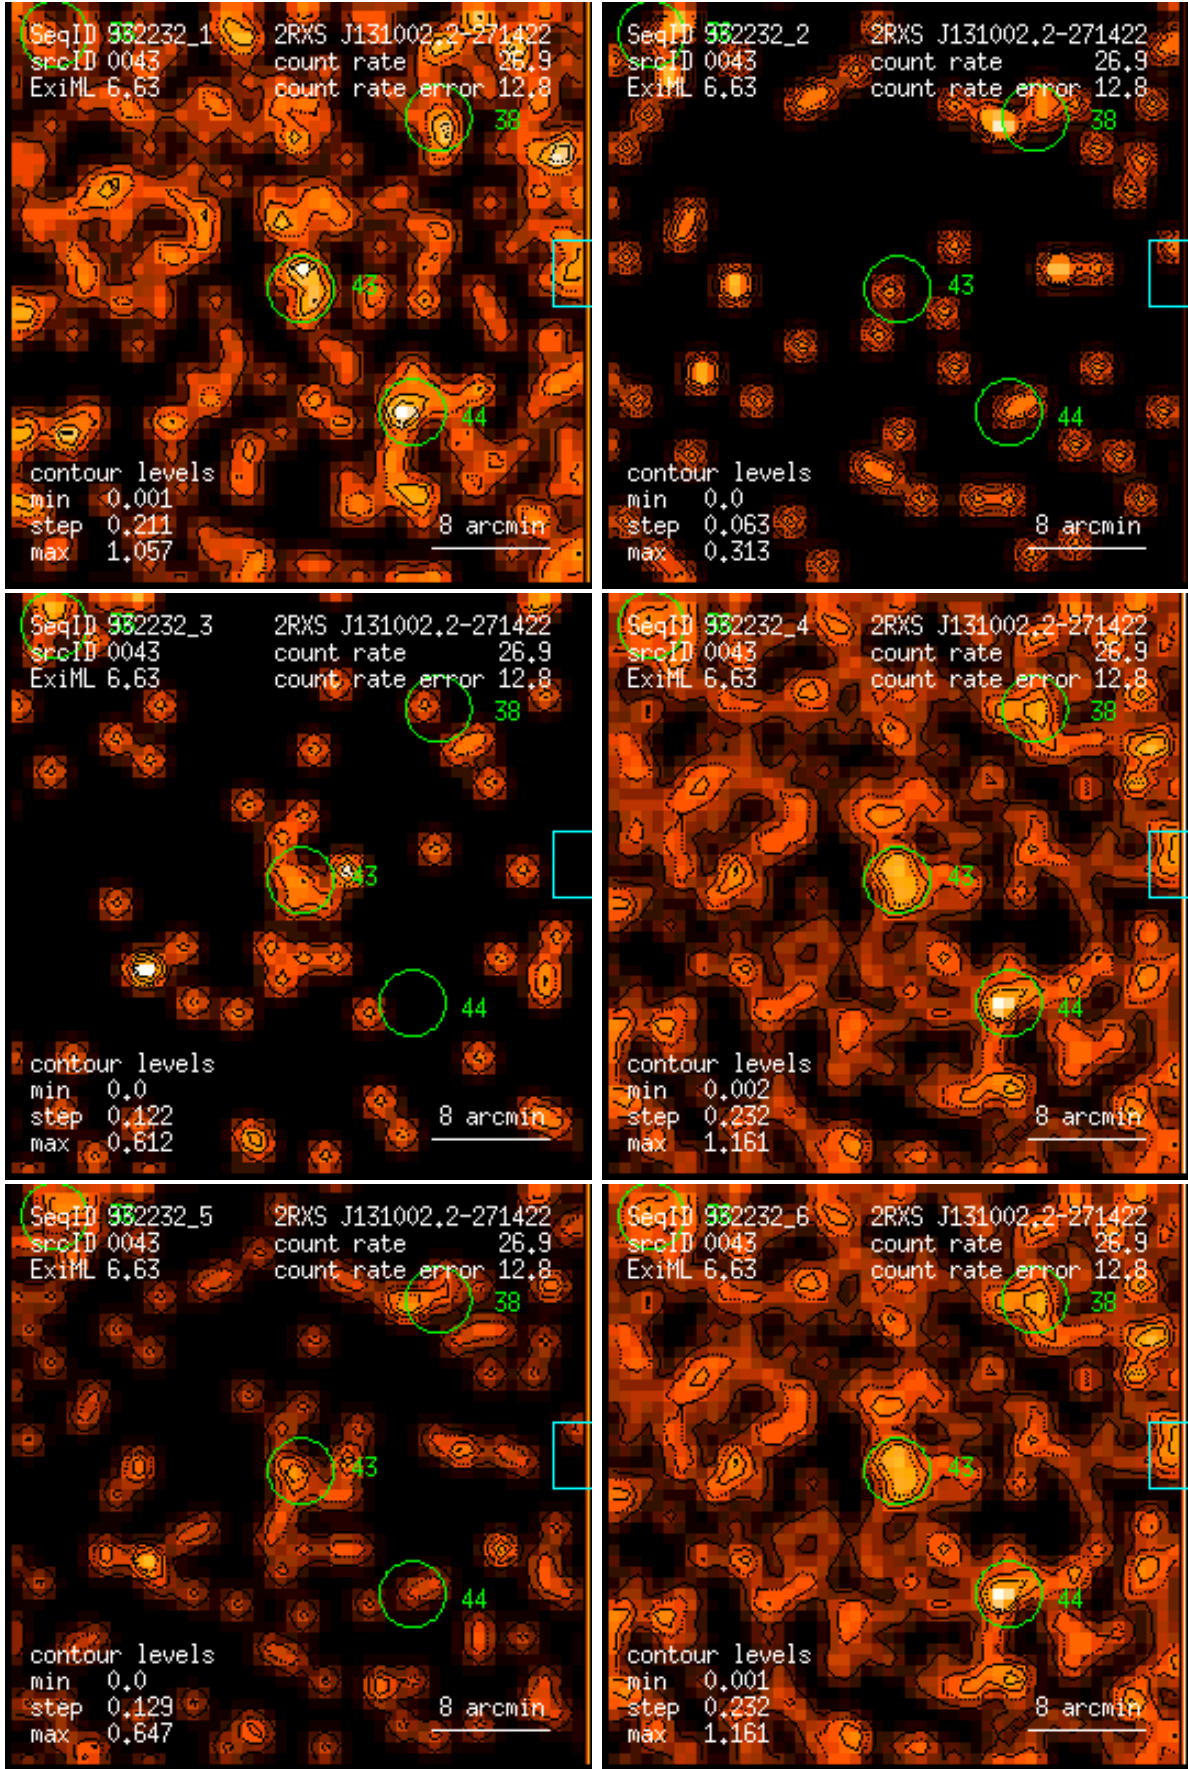 SeqID 932232_1 2RXS J131002.2-271422
srcID 0043 count rate 26.9
ExiML 6.63 count rate error 12.8
38
43
44
contour levels
min 0.001
step 0.211
max 1.057
8 arcmin
SeqID 932232_2 2RXS J131002.2-271422
srcID 0043 count rate 26.9
ExiML 6.63 count rate error 12.8
38
43
44
contour levels
min 0.0
step 0.063
max 0.313
8 arcmin
SeqID 932232_3 2RXS J131002.2-271422
srcID 0043 count rate 26.9
ExiML 6.63 count rate error 12.8
38
43
44
contour levels
min 0.0
step 0.122
max 0.612
8 arcmin
SeqID 932232_4 2RXS J131002.2-271422
srcID 0043 count rate 26.9
ExiML 6.63 count rate error 12.8
38
43
44
contour levels
min 0.002
step 0.232
max 1.161
8 arcmin
SeqID 932232_5 2RXS J131002.2-271422
srcID 0043 count rate 26.9
ExiML 6.63 count rate error 12.8
38
43
44
contour levels
min 0.0
step 0.129
max 0.647
8 arcmin
SeqID 932232_6 2RXS J131002.2-271422
srcID 0043 count rate 26.9
ExiML 6.63 count rate error 12.8
38
43
44
contour levels
min 0.001
step 0.232
max 1.161
8 arcmin